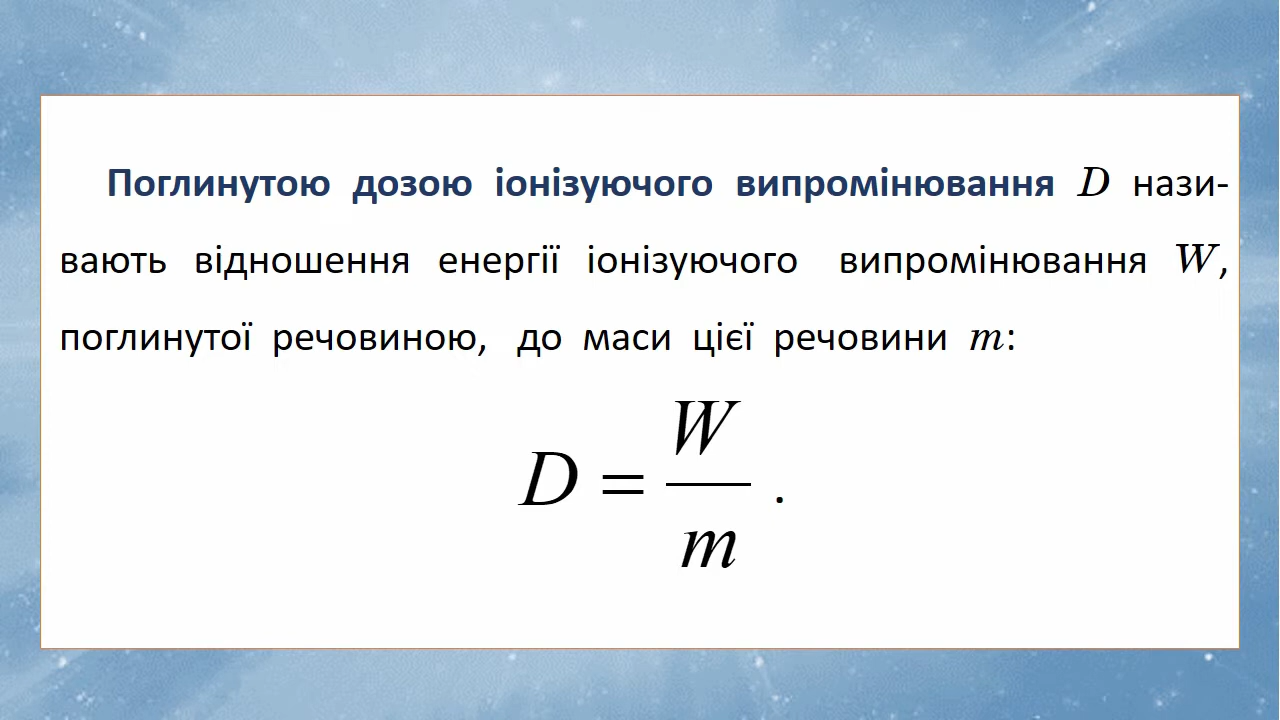 Поглинутою дозою іонізуючого випромінювання D нази-
вають відношення енергії іонізуючого випромінювання W,
поглинутої речовиною, до маси цієї речовини m:
D = W/m .